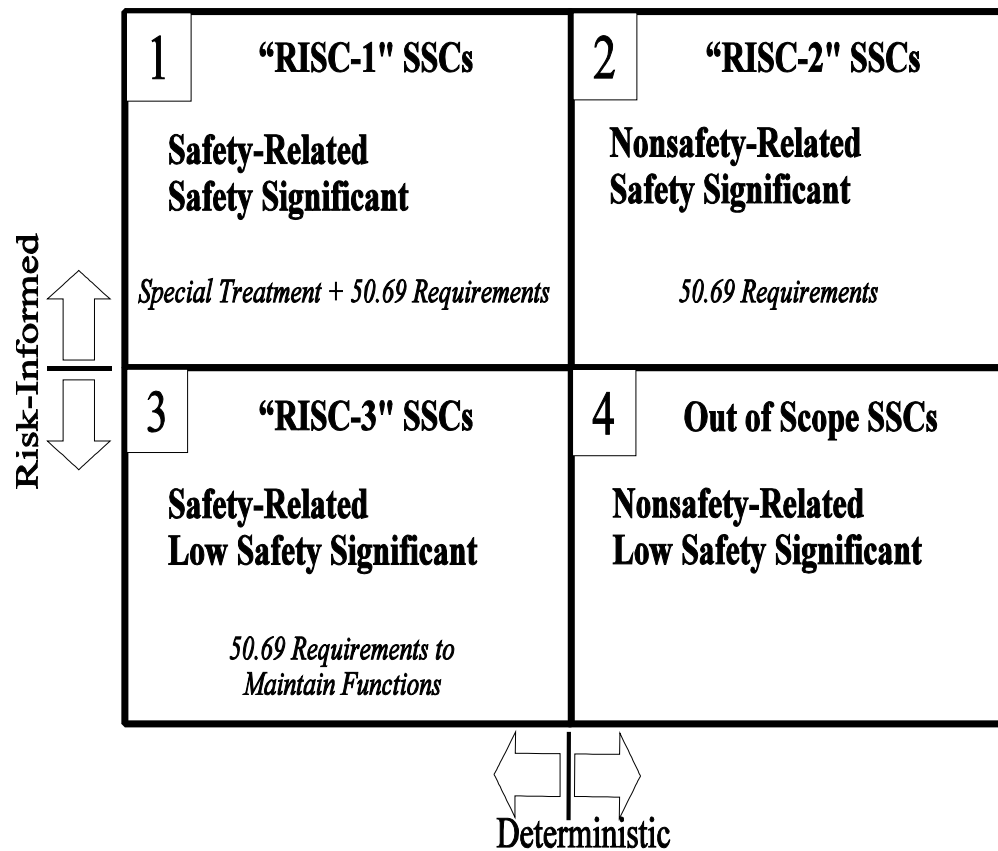 1
“RISC-1" SSCs
Safety-Related
Safety Significant
Special Treatment + 50.69 Requirements
2
“RISC-2" SSCs
Nonsafety-Related
Safety Significant
50.69 Requirements
Risk-Informed
3
“RISC-3" SSCs
Safety-Related
Low Safety Significant
50.69 Requirements to
Maintain Functions
4
Out of Scope SSCs
Nonsafety-Related
Low Safety Significant
Deterministic